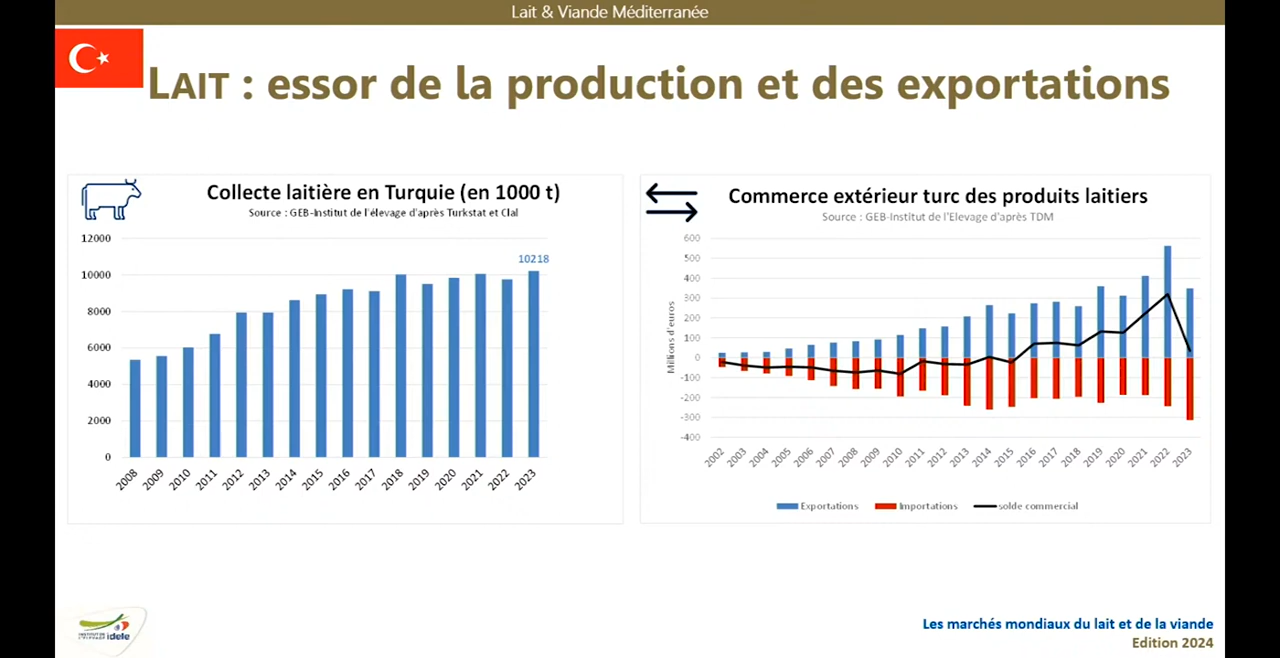 Lait & Viande Méditerranée
LAIT : essor de la production et des exportations
Collecte laitière en Turquie (en 1000 t)
Source : GEB-Institut de l'élevage d'après Turkstat et Clal
12000
10000
8000
6000
4000
2000
0
10218
2008 2009 2010 2011 2012 2013 2014 2015 2016 2017 2018 2019 2020 2021 2022 2023
Commerce extérieur turc des produits laitiers
Source : GEB-Institut de l'Elevage d'après TDM
Millions d'euros
600
500
400
300
200
100
0
-100
-200
-300
-400
2002 2003 2004 2005 2006 2007 2008 2009 2010 2011 2012 2013 2014 2015 2016 2017 2018 2019 2020 2021 2022 2023
Exportations Importations solde commercial
INSTITUT DE
L'ELEVAGE idele
Les marchés mondiaux du lait et de la viande
Edition 2024